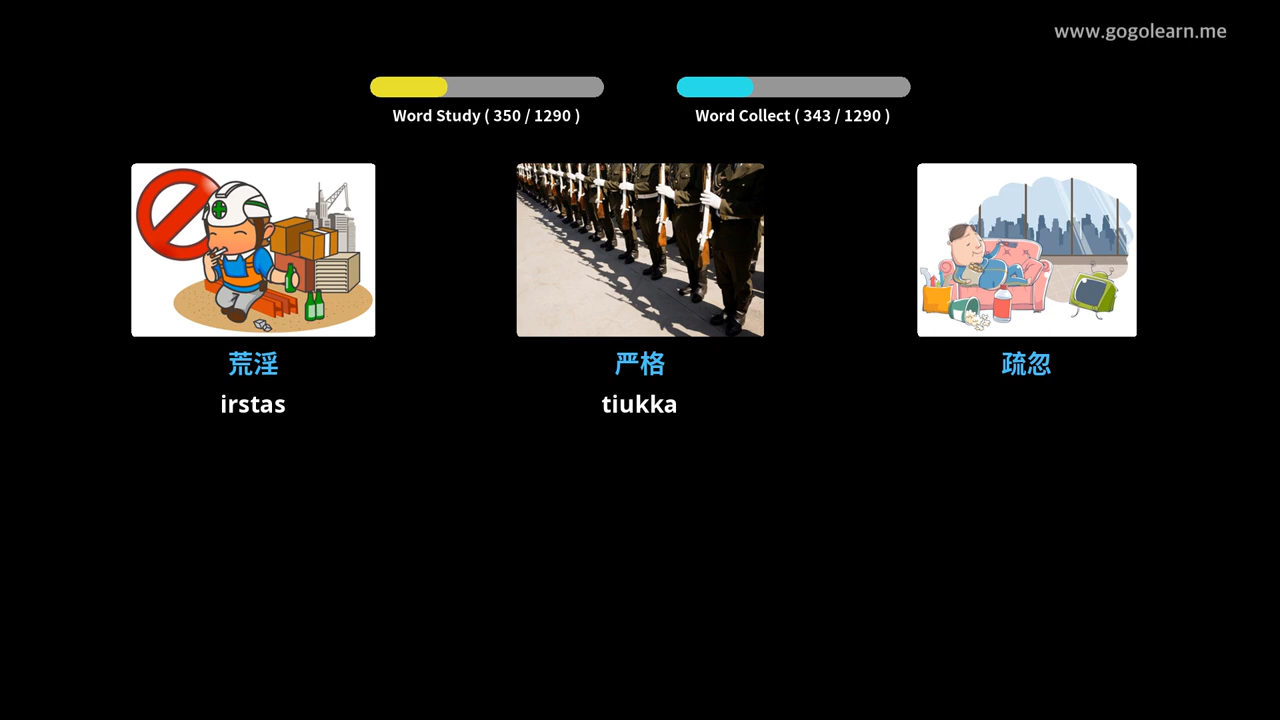 www.gogolearn.me
Word Study ( 350 / 1290 )
Word Collect ( 343 / 1290 )
荒淫
严格
疏忽
irstas
tiukka